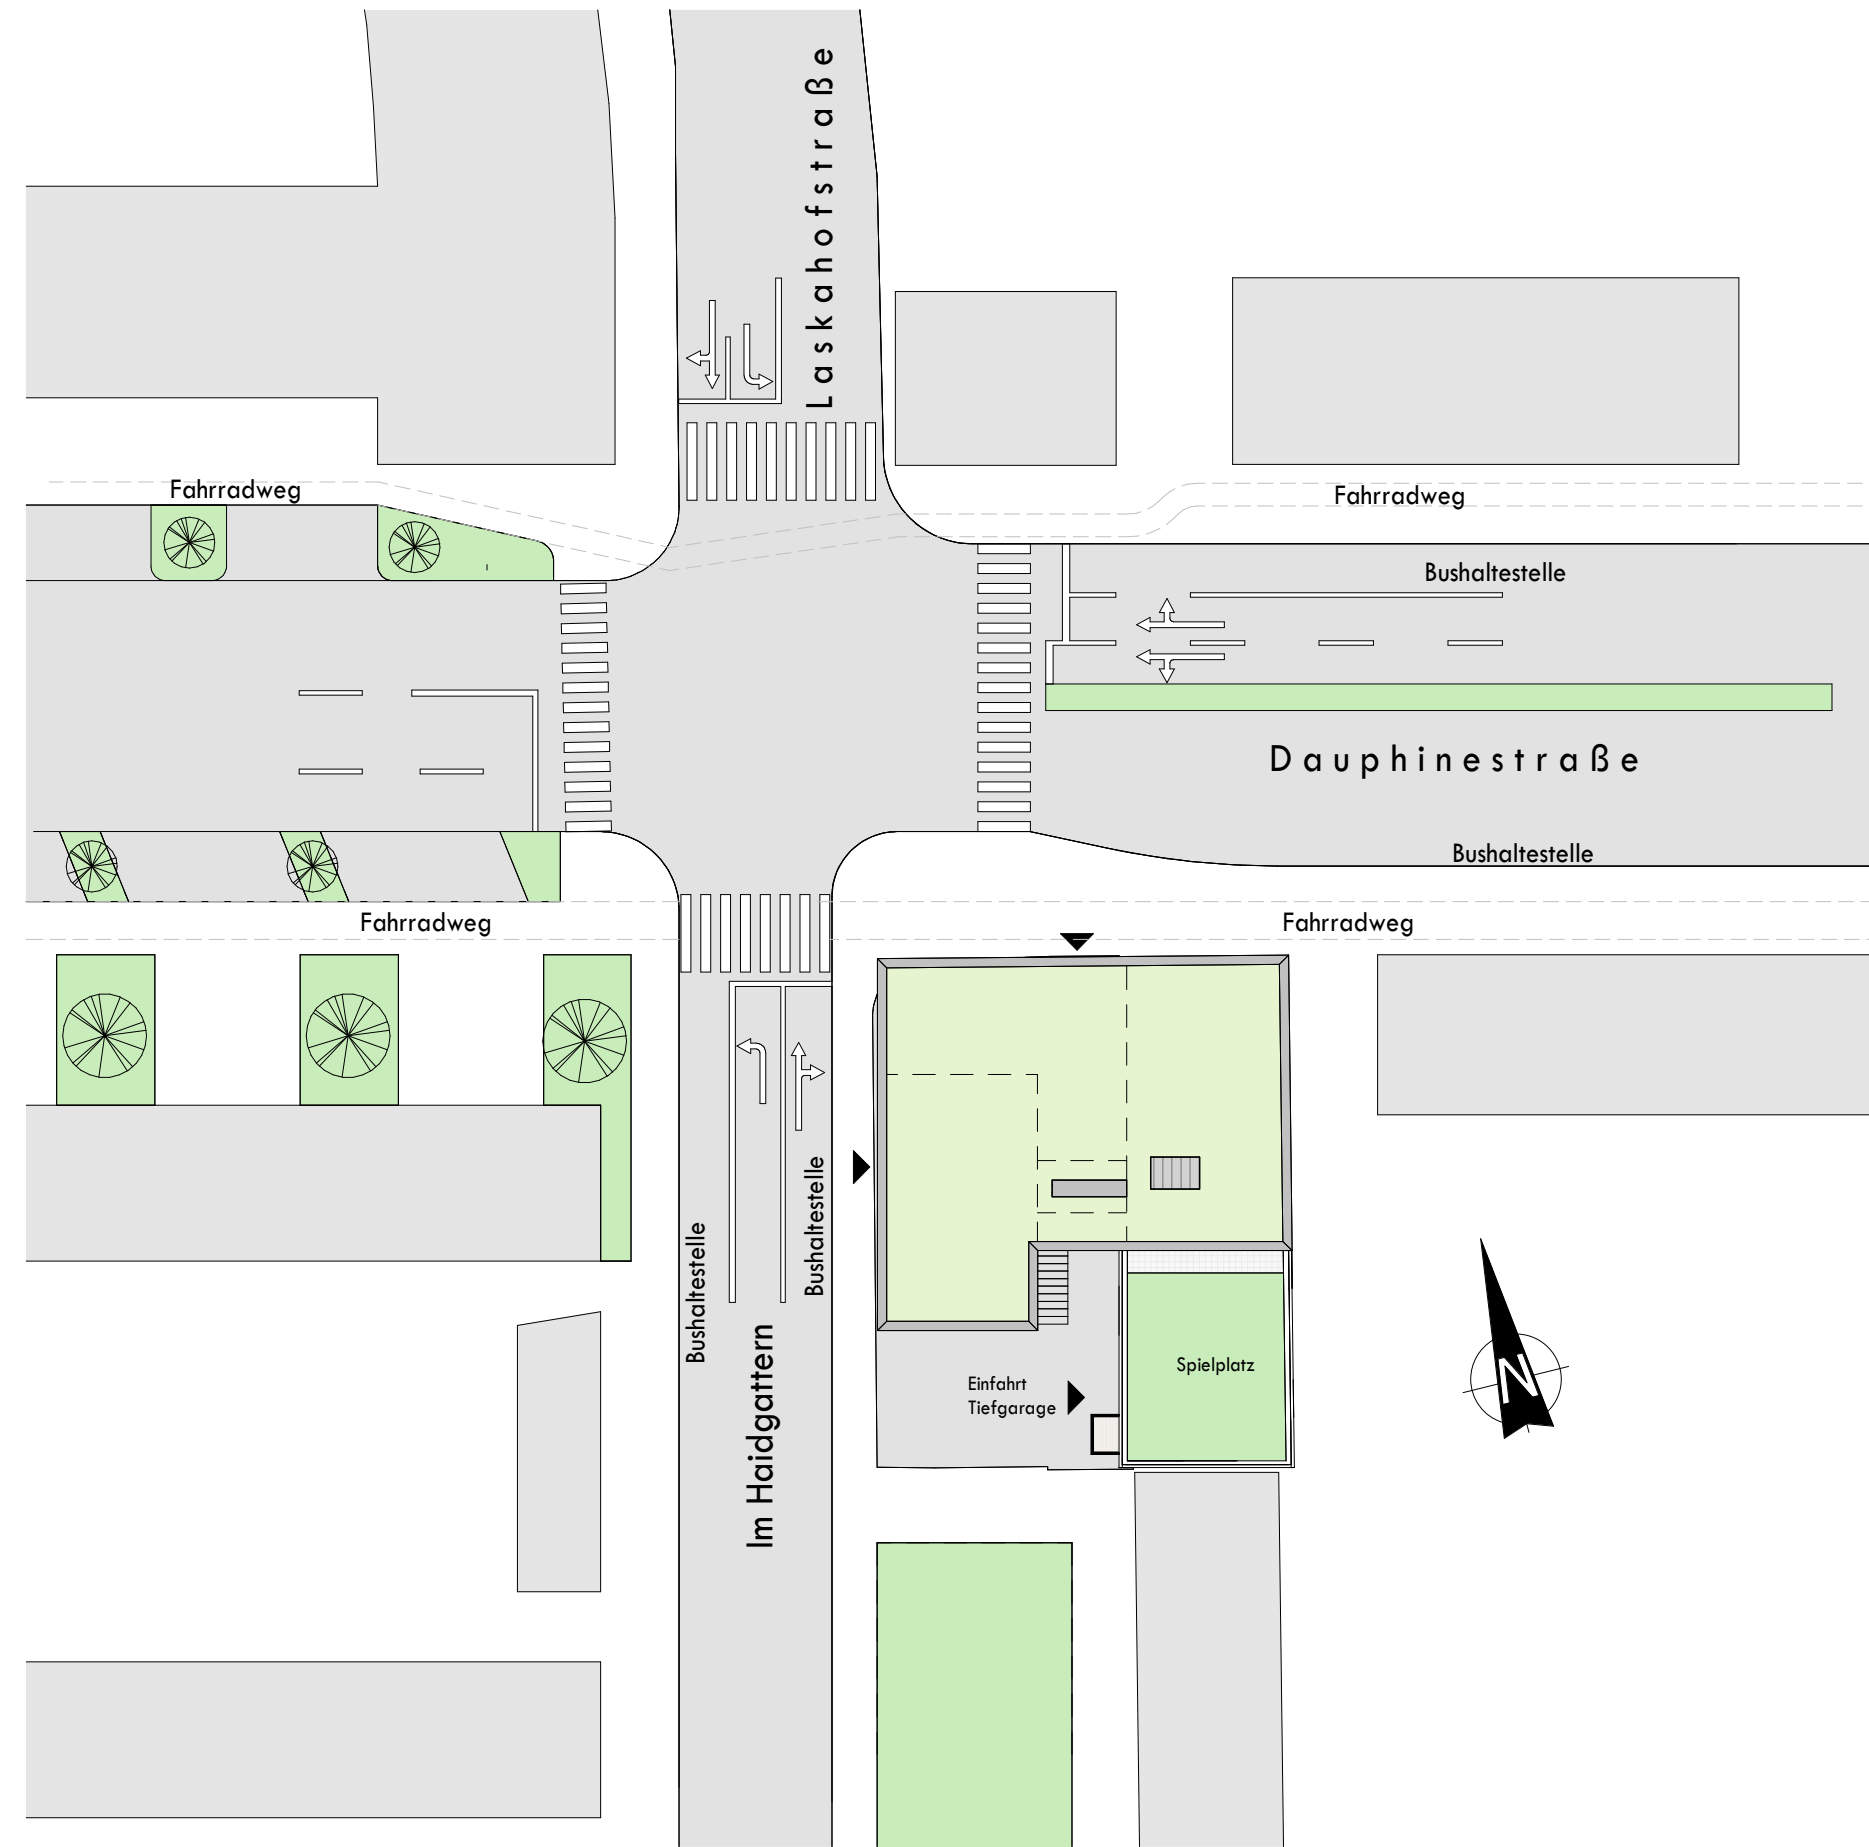 Laskahofstraße
Fahrradweg
Fahrradweg
Bushaltestelle
Dauphinestraße
Bushaltestelle
Fahrradweg
Fahrradweg
Bushaltestelle
Bushaltestelle
Im Haidgattern
Spielplatz
Einfahrt
Tiefgarage
N